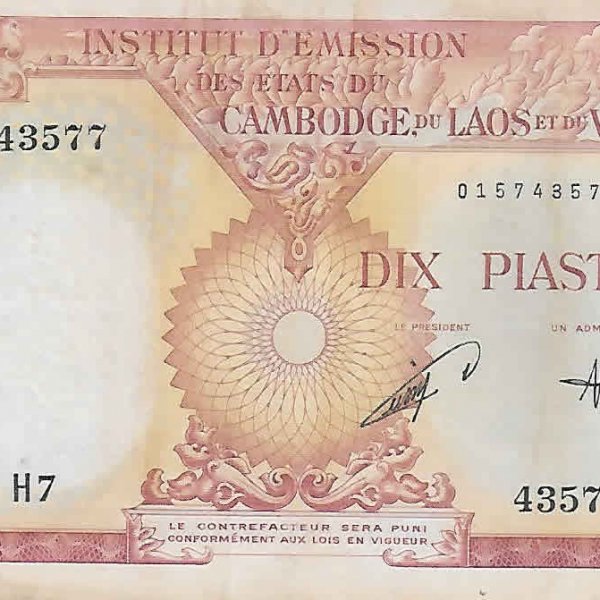 INSTITUT D'EMISSION
DES ETATS DU
CAMBODGE, DU LAOS ET DU V
43577
01574357
DIX PIAST
LE PRESIDENT
UN ADM
H7
4357
LE CONTREFACTEUR SERA PUNI
CONFORMÉMENT AUX LOIS EN VIGUEUR